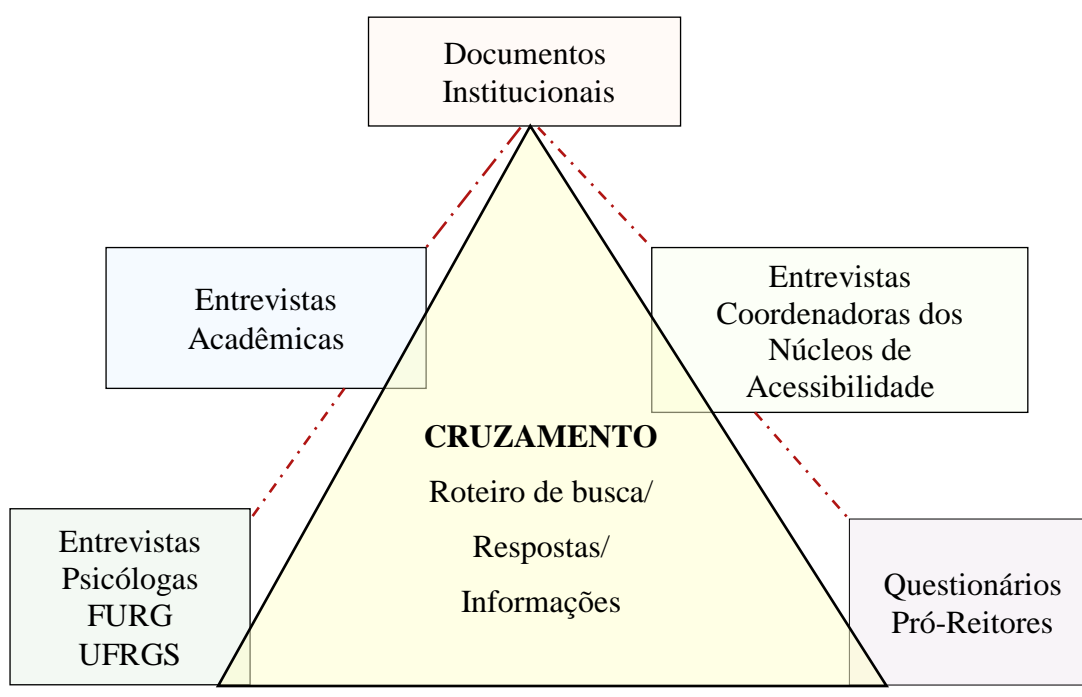 Documentos
Institucionais
Entrevistas
Acadêmicas
Entrevistas
Coordenadoras dos
Núcleos de
Acessibilidade
CRUZAMENTO
Roteiro de busca/
Respostas/
Informações
Entrevistas
Psicólogas
FURG
UFRGS
Questionários
Pró-Reitores